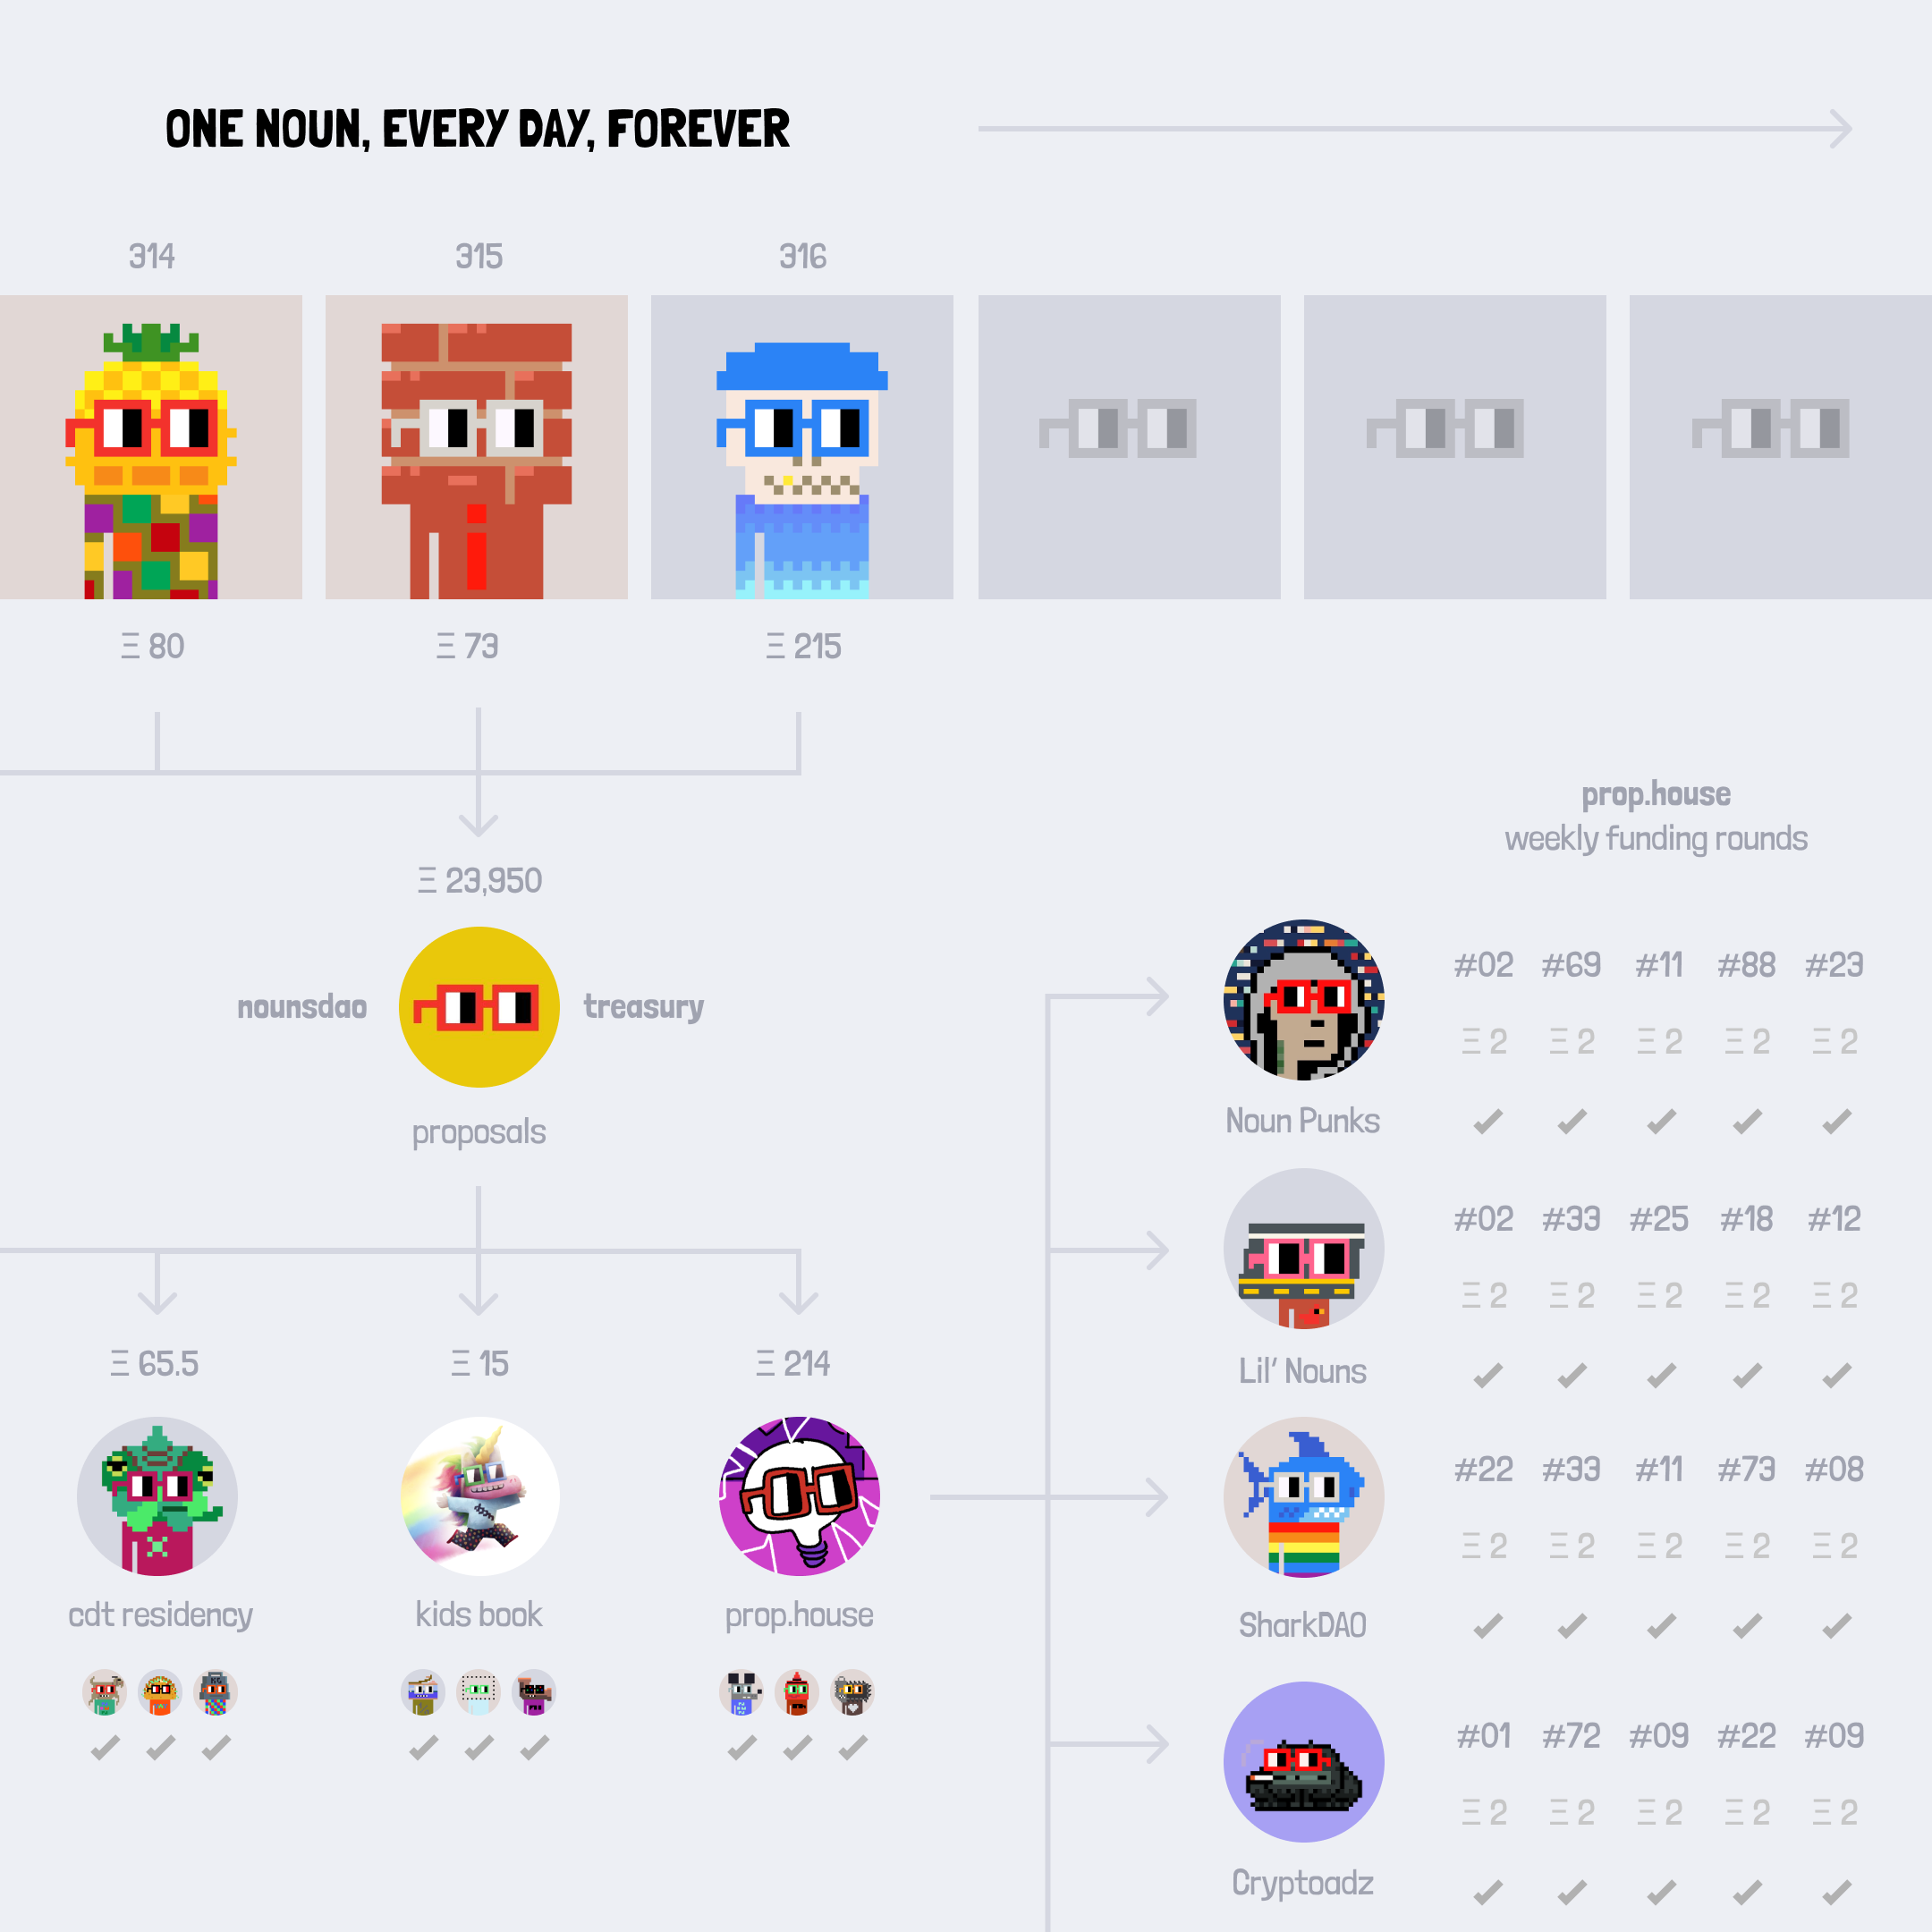 ONE NOUN, EVERY DAY, FOREVER
314 315 316
Ξ 80 Ξ 73 Ξ 215
Ξ 23,950
nounsdao treasury
proposals
Ξ 65.5 Ξ 15 Ξ 214
cdt residency kids book prop.house
prop.house
weekly funding rounds
#02 #69 #11 #88 #23
Ξ 2 Ξ 2 Ξ 2 Ξ 2 Ξ 2
Noun Punks
#02 #33 #25 #18 #12
Ξ 2 Ξ 2 Ξ 2 Ξ 2 Ξ 2
Lil' Nouns
#22 #33 #11 #73 #08
Ξ 2 Ξ 2 Ξ 2 Ξ 2 Ξ 2
SharkDAO
#01 #72 #09 #22 #09
Ξ 2 Ξ 2 Ξ 2 Ξ 2 Ξ 2
Cryptoadz